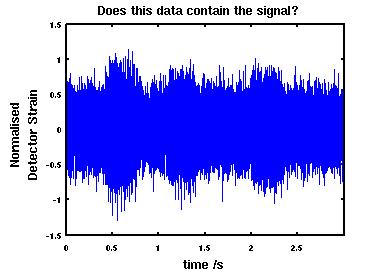 Does this data contain the signal?
1.5
1
0.5
0
-0.5
-1
-1.5
Normalised
Detector Strain
0 0.5 1 1.5 2 2.5
time /s